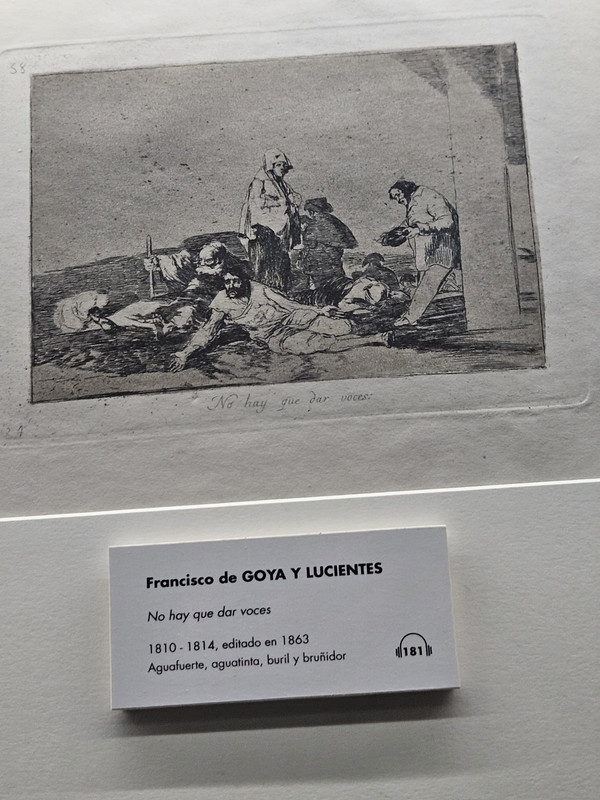 58
No hay que dar voces.
Francisco de GOYA Y LUCIENTES
No hay que dar voces
1810 - 1814, editado en 1863
Aguafuerte, aguatinta, buril y bruñidor
181